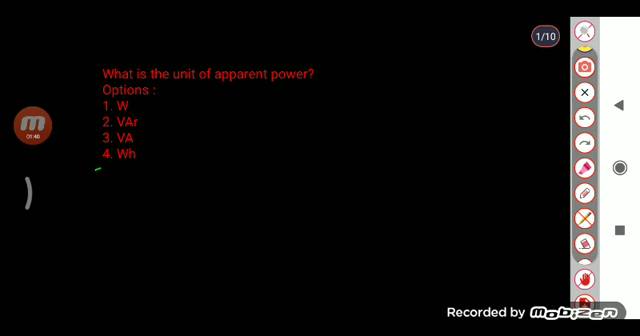 1/10
What is the unit of apparent power?
Options :
1. W
2. VAr
3. VA
4. Wh
01:46
Recorded by Mobizen